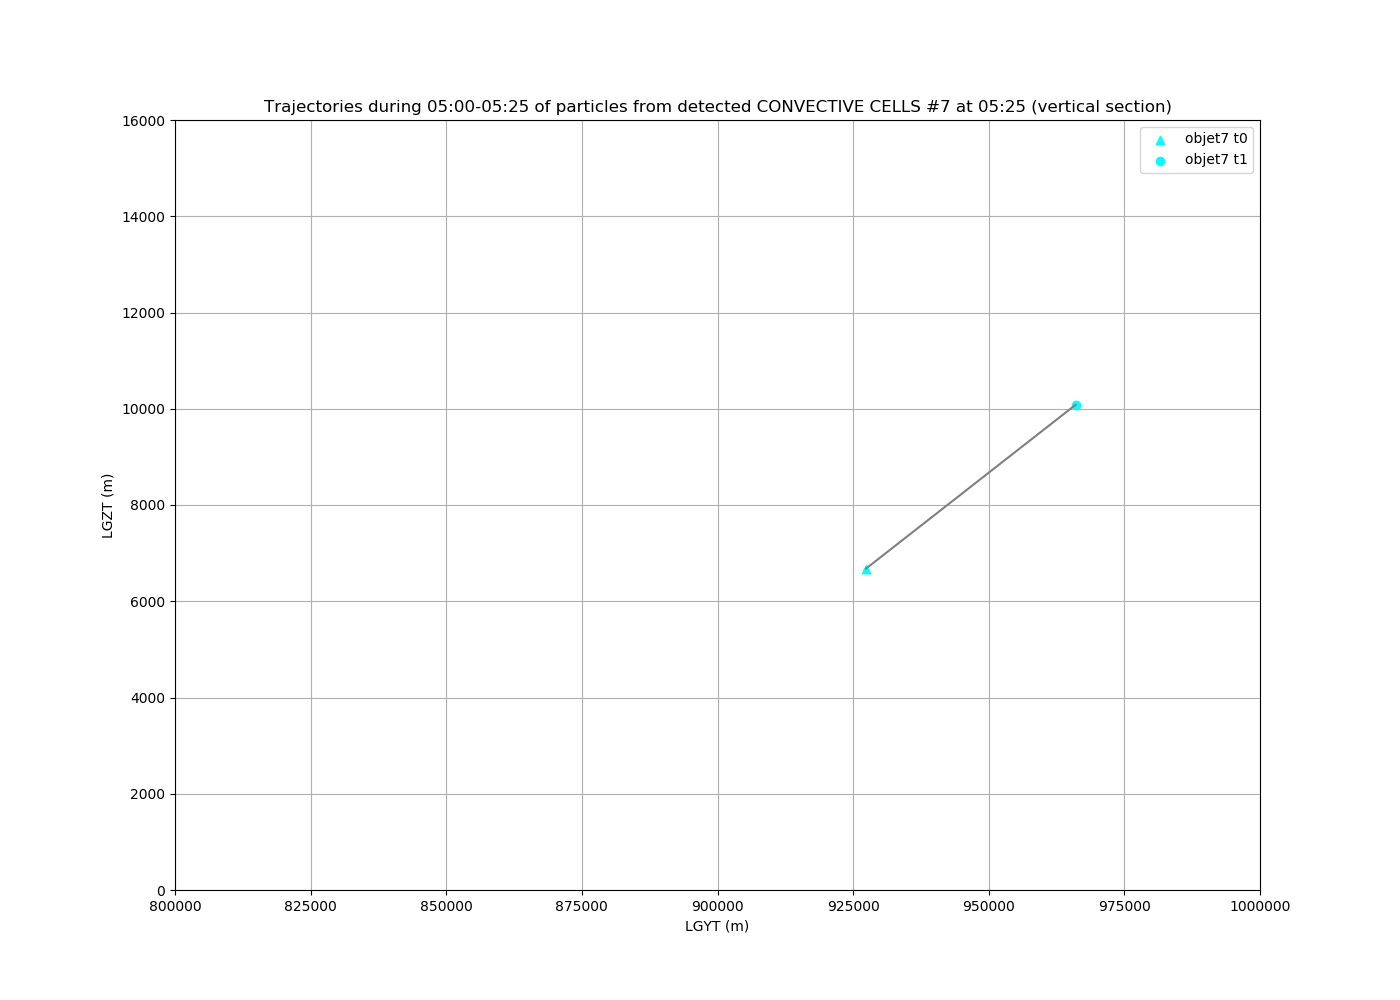 Trajectories during 05:00-05:25 of particles from detected CONVECTIVE CELLS #7 at 05:25 (vertical section)
objet7 t0
objet7 t1
16000
14000
12000
10000
8000
6000
4000
2000
0
LGZT (m)
800000 825000 850000 875000 900000 925000 950000 975000 1000000
LGYT (m)